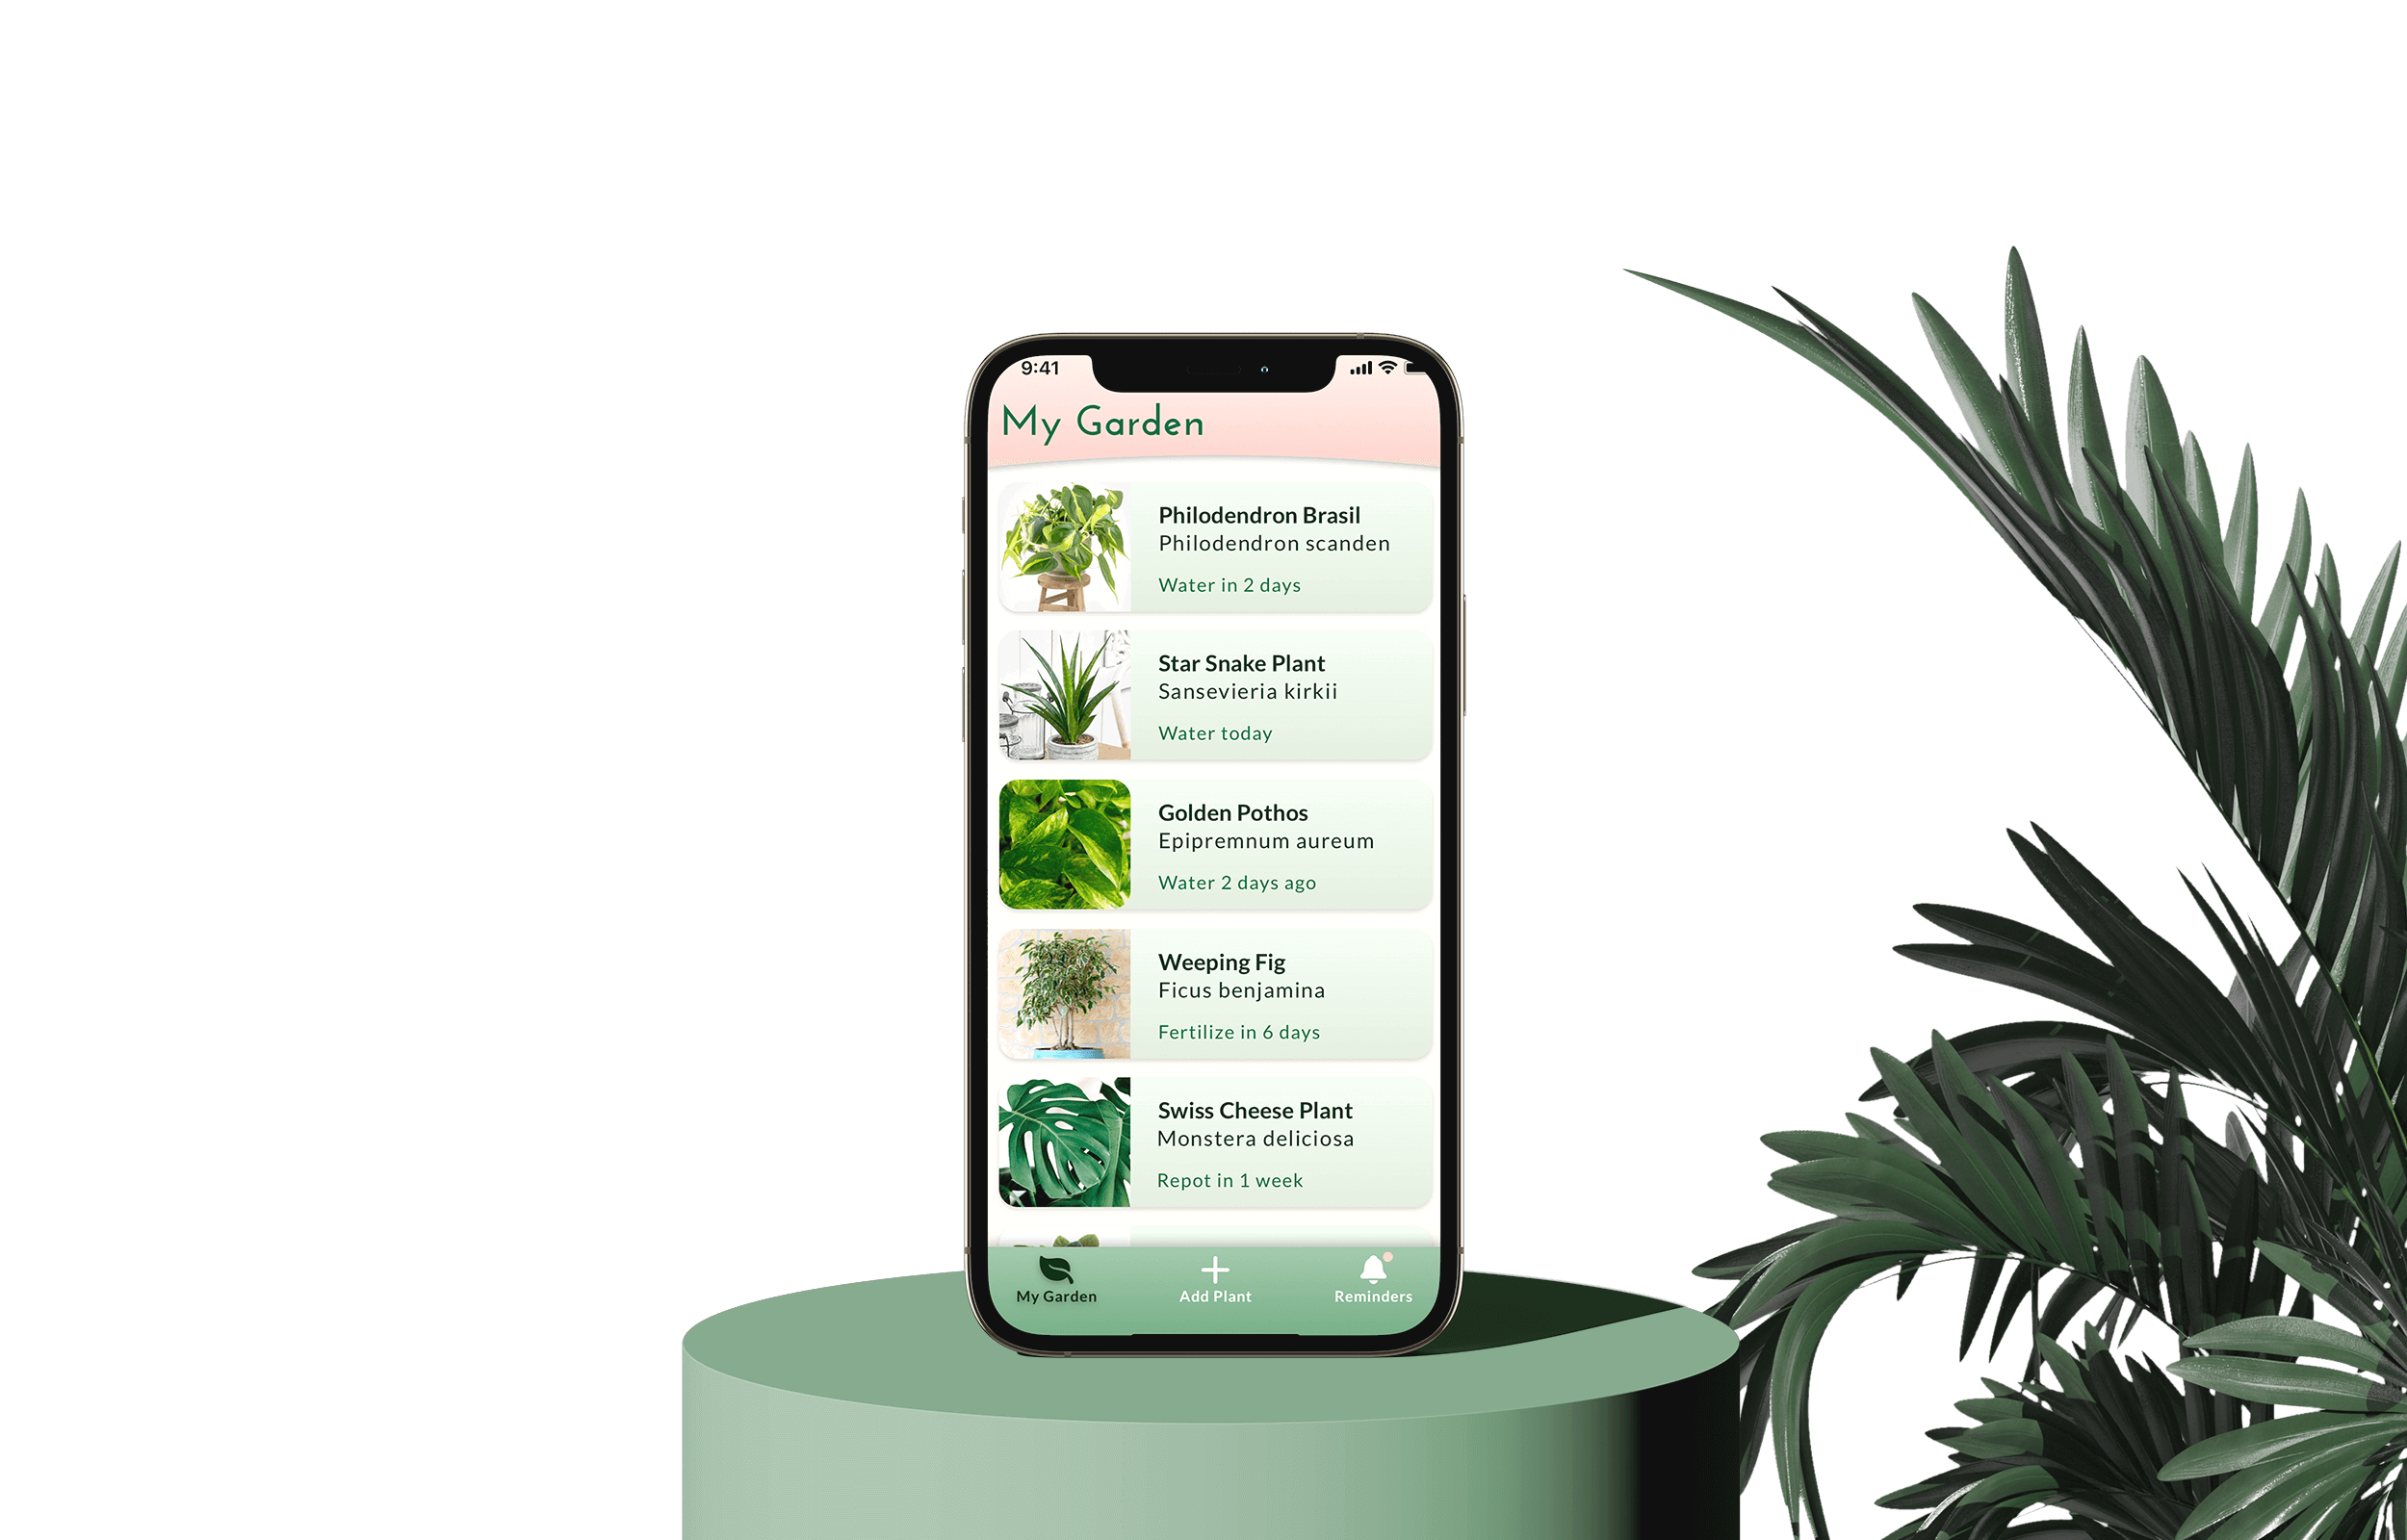 9:41
My Garden
Philodendron Brasil
Philodendron scanden
Water in 2 days
Star Snake Plant
Sansevieria kirkii
Water today
Golden Pothos
Epipremnum aureum
Water 2 days ago
Weeping Fig
Ficus benjamina
Fertilize in 6 days
Swiss Cheese Plant
Monstera deliciosa
Repot in 1 week
My Garden
Add Plant
Reminders